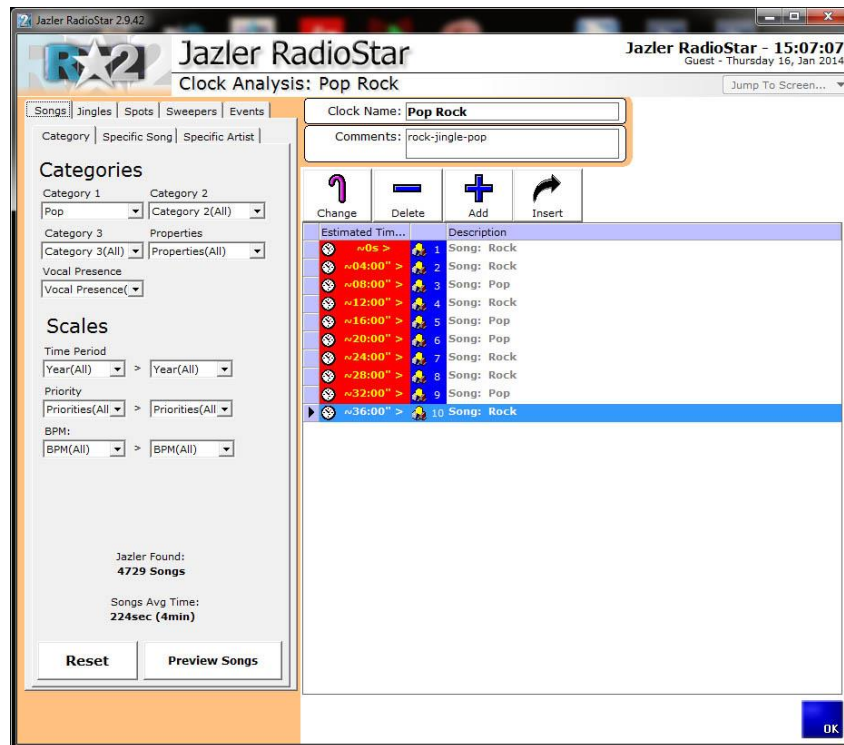 Jazler RadioStar 2.9.42
R 2
Jazler RadioStar
Jazler RadioStar - 15:07:07
Guest - Thursday 16, Jan 2014
Clock Analysis: Pop Rock
Jump To Screen...
Songs Jingles Spots Sweepers Events
Category Specific Song Specific Artist
Categories
Category 1 Category 2
Pop Category 2(All)
Category 3 Properties
Category 3(All) Properties(All)
Vocal Presence
Vocal Presence(
Scales
Time Period
Year(All) > Year(All)
Priority
Priorities(All > Priorities(All
BPM:
BPM(All) > BPM(All)
Jazler Found:
4729 Songs
Songs Avg Time:
224sec (4min)
Reset Preview Songs
Clock Name: Pop Rock
Comments: rock-jingle-pop
Change Delete Add Insert
Estimated Tim... Description
~0s > 1 Song: Rock
~04:00" > 2 Song: Rock
~08:00" > 3 Song: Pop
~12:00" > 4 Song: Rock
~16:00" > 5 Song: Pop
~20:00" > 6 Song: Pop
~24:00" > 7 Song: Rock
~28:00" > 8 Song: Rock
~32:00" > 9 Song: Pop
~36:00" > 10 Song: Rock
OK